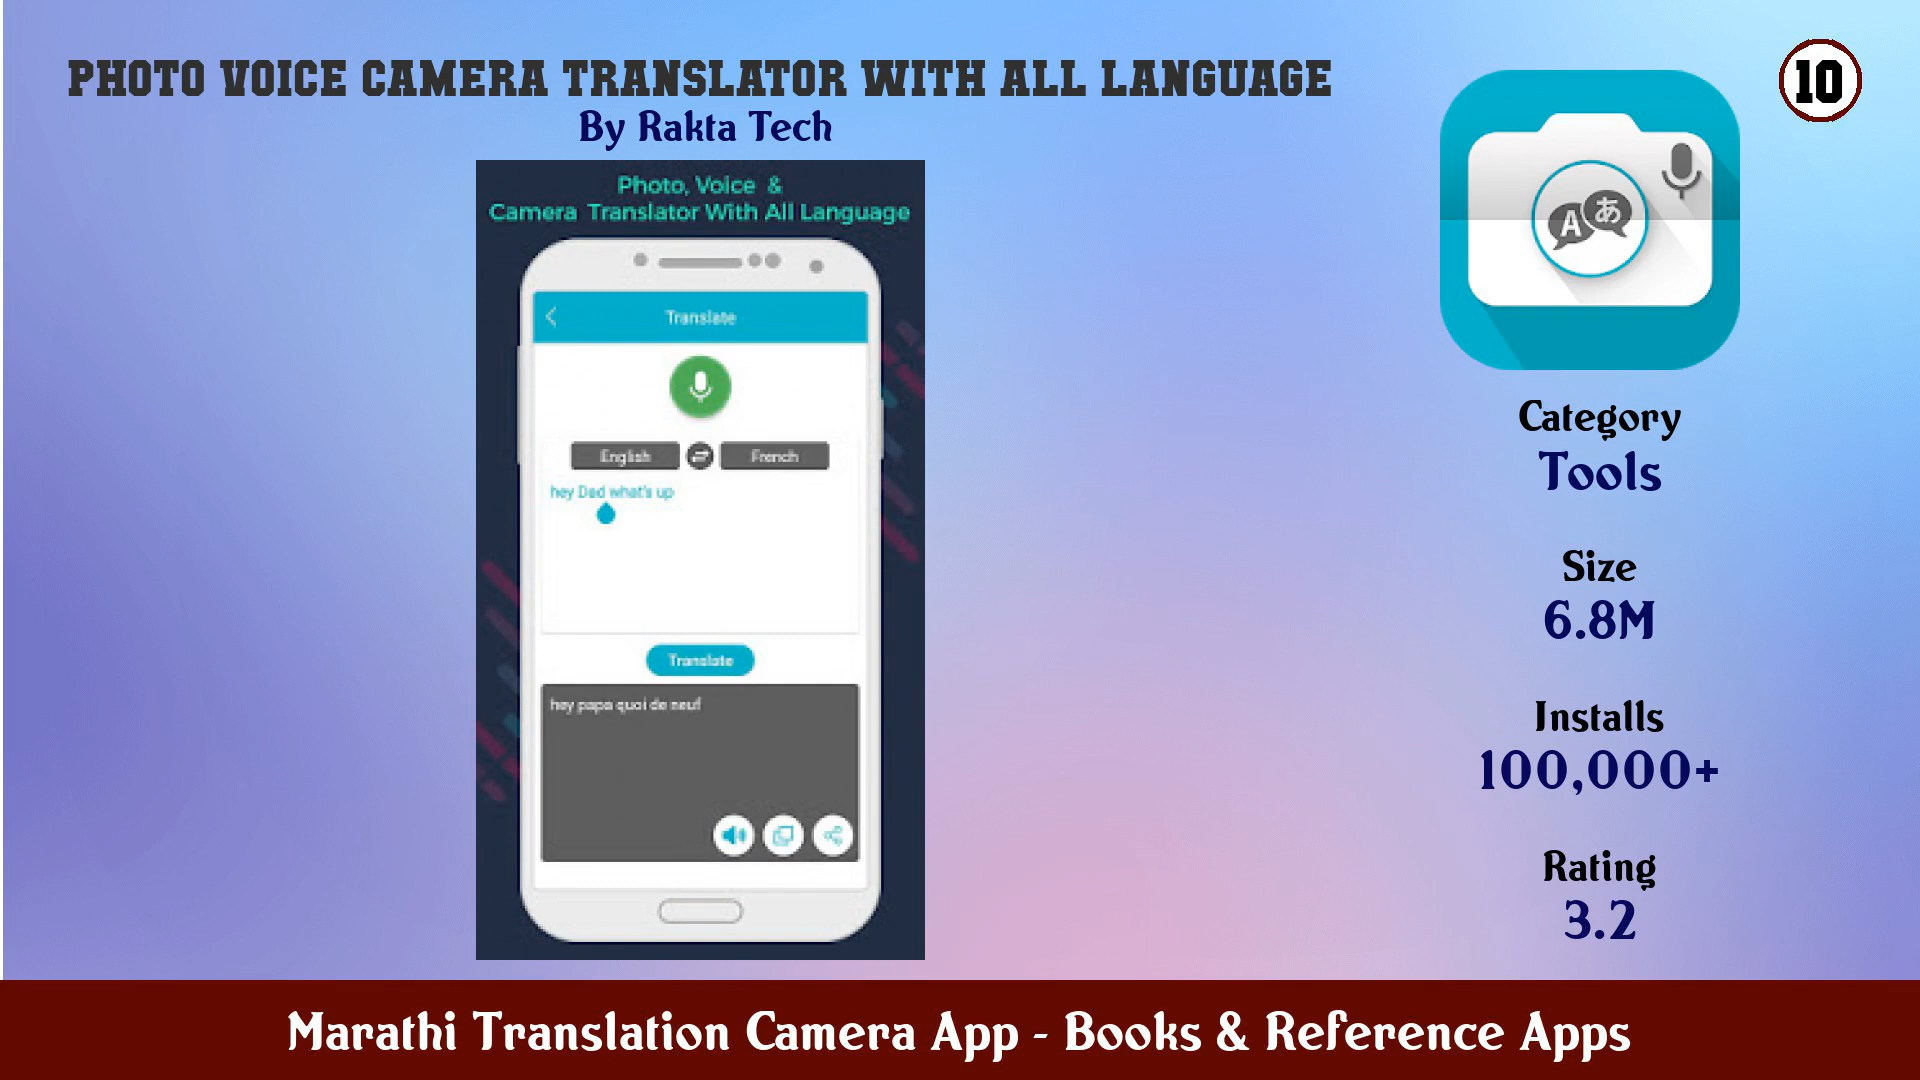 PHOTO VOICE CAMERA TRANSLATOR WITH ALL LANGUAGE
By Rakta Tech
10
Photo, Voice &
Camera Translator With All Language
Translate
English
French
hey Dad what's up
Translate
hey papa quoi de neuf
A あ
Category
Tools
Size
6.8M
Installs
100,000+
Rating
3.2
Marathi Translation Camera App - Books & Reference Apps